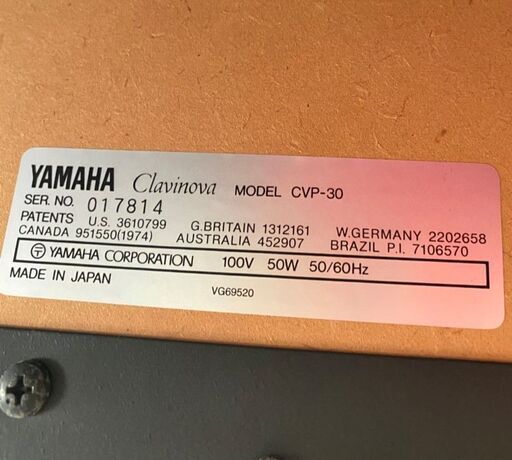 YAMAHA Clavinova MODEL CVP-30
SER. NO. 017814
PATENTS U.S. 3610799 G.BRITAIN 1312161 W.GERMANY 2202658
CANADA 951550(1974) AUSTRALIA 452907 BRAZIL P.I. 7106570
YAMAHA CORPORATION 100V 50W 50/60Hz
MADE IN JAPAN
VG69520